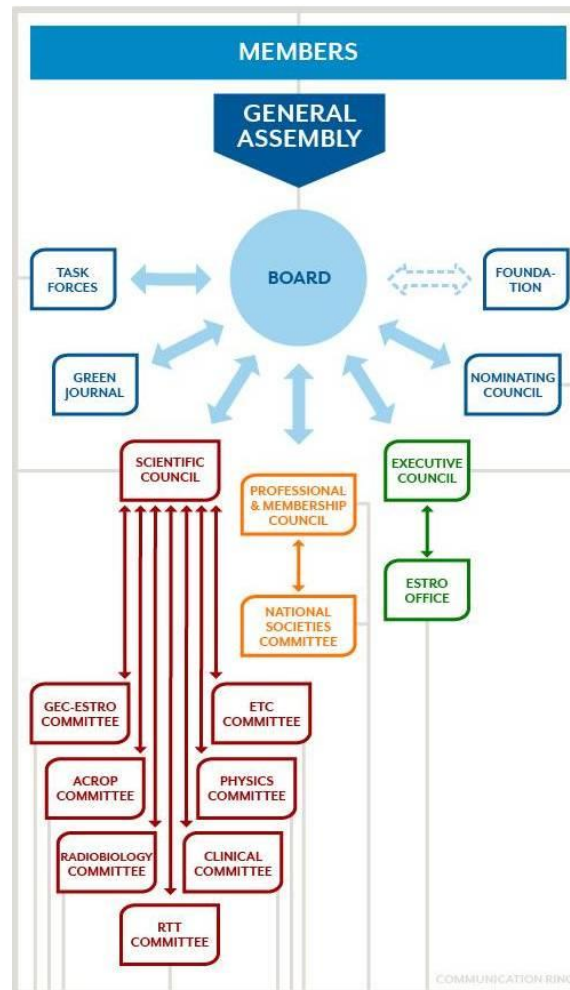 MEMBERS
GENERAL
ASSEMBLY
BOARD
TASK
FORCES
FOUNDA-
TION
GREEN
JOURNAL
NOMINATING
COUNCIL
SCIENTIFIC
COUNCIL
PROFESSIONAL
& MEMBERSHIP
COUNCIL
EXECUTIVE
COUNCIL
ESTRO
OFFICE
NATIONAL
SOCIETIES
COMMITTEE
GEC-ESTRO
COMMITTEE
ETC
COMMITTEE
ACROP
COMMITTEE
PHYSICS
COMMITTEE
RADIOBIOLOGY
COMMITTEE
CLINICAL
COMMITTEE
RTT
COMMITTEE
COMMUNICATION RING